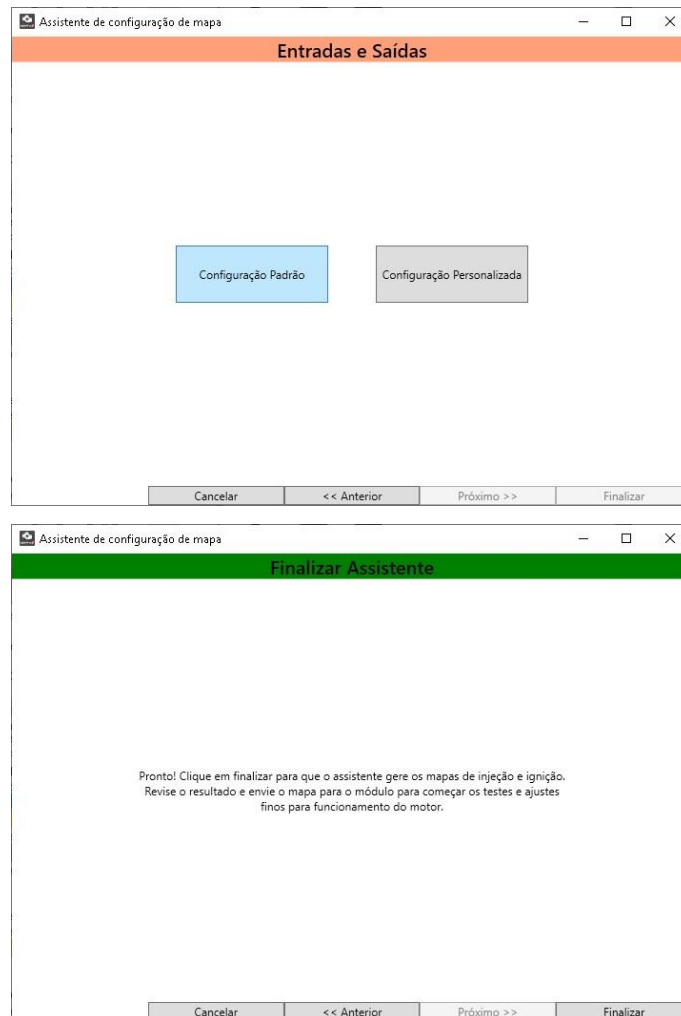 Assistente de configuração de mapa
Entradas e Saídas
Configuração Padrão
Configuração Personalizada
Cancelar
<< Anterior
Próximo >>
Finalizar
Assistente de configuração de mapa
Finalizar Assistente
Pronto! Clique em finalizar para que o assistente gere os mapas de injeção e ignição.
Revise o resultado e envie o mapa para o módulo para começar os testes e ajustes
finos para funcionamento do motor.
Cancelar
<< Anterior
Próximo >>
Finalizar